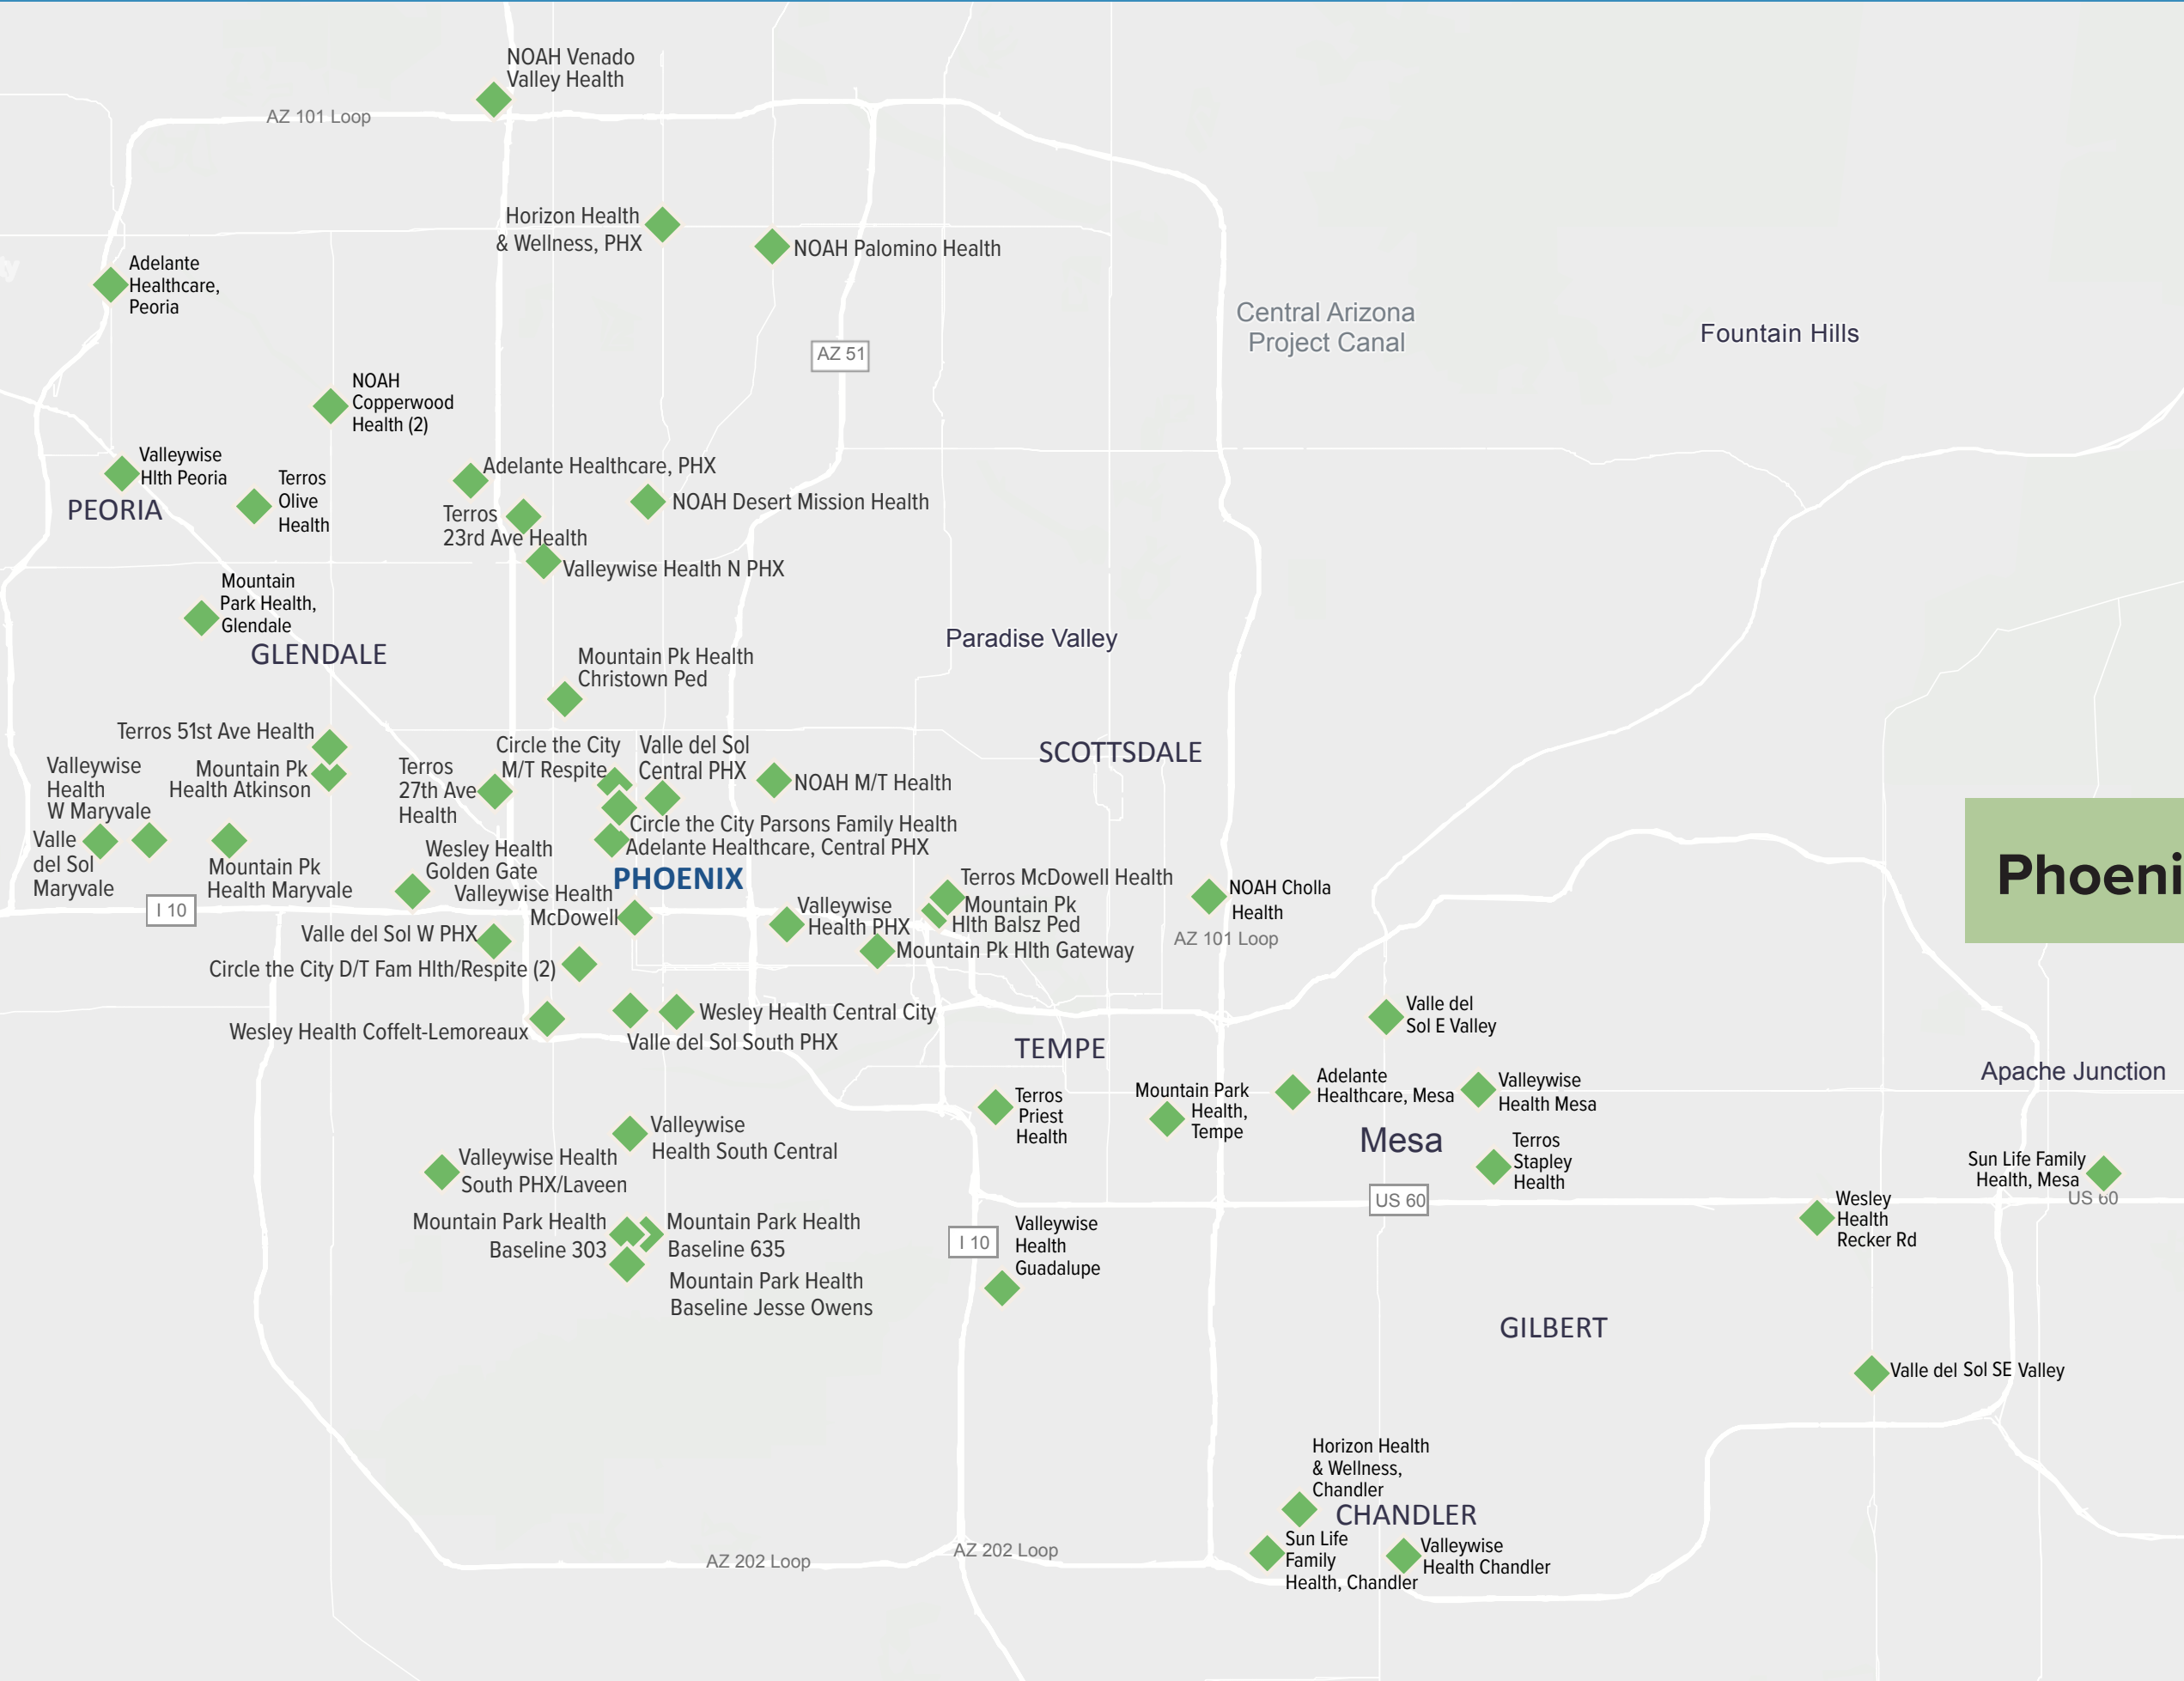 NOAH Venado
Valley Health
AZ 101 Loop
Horizon Health
& Wellness, PHX
NOAH Palomino Health
Adelante
Healthcare,
Peoria
Central Arizona
Project Canal
Fountain Hills
AZ 51
NOAH
Copperwood
Health (2)
Valleywise
Hlth Peoria
PEORIA
Terros
Olive
Health
Adelante Healthcare, PHX
NOAH Desert Mission Health
Terros
23rd Ave Health
Valleywise Health N PHX
Mountain
Park Health,
Glendale
GLENDALE
Paradise Valley
Mountain Pk Health
Christown Ped
Terros 51st Ave Health
Mountain Pk
Health Atkinson
Valleywise
Health
W Maryvale
Valle
del Sol
Maryvale
Mountain Pk
Health Maryvale
Terros
27th Ave
Health
Circle the City
M/T Respite
Valle del Sol
Central PHX
NOAH M/T Health
SCOTTSDALE
Circle the City Parsons Family Health
Adelante Healthcare, Central PHX
Wesley Health
Golden Gate
PHOENIX
Phoeni
Valleywise Health
McDowell
Valleywise
Health PHX
Terros McDowell Health
Mountain Pk
Hlth Balsz Ped
Mountain Pk Hlth Gateway
NOAH Cholla
Health
AZ 101 Loop
I 10
Valle del Sol W PHX
Circle the City D/T Fam Hlth/Respite (2)
Wesley Health Coffelt-Lemoreaux
Wesley Health Central City
Valle del Sol South PHX
TEMPE
Valle del
Sol E Valley
Apache Junction
Terros
Priest
Health
Mountain Park
Health,
Tempe
Adelante
Healthcare, Mesa
Valleywise
Health Mesa
Mesa
Terros
Stapley
Health
Valleywise
Health South Central
Valleywise Health
South PHX/Laveen
Sun Life Family
Health, Mesa
US 60
US 60
Wesley
Health
Recker Rd
Mountain Park Health
Baseline 303
Mountain Park Health
Baseline 635
Mountain Park Health
Baseline Jesse Owens
I 10
Valleywise
Health
Guadalupe
GILBERT
Valle del Sol SE Valley
Horizon Health
& Wellness,
Chandler
CHANDLER
Sun Life
Family
Health, Chandler
Valleywise
Health Chandler
AZ 202 Loop
AZ 202 Loop